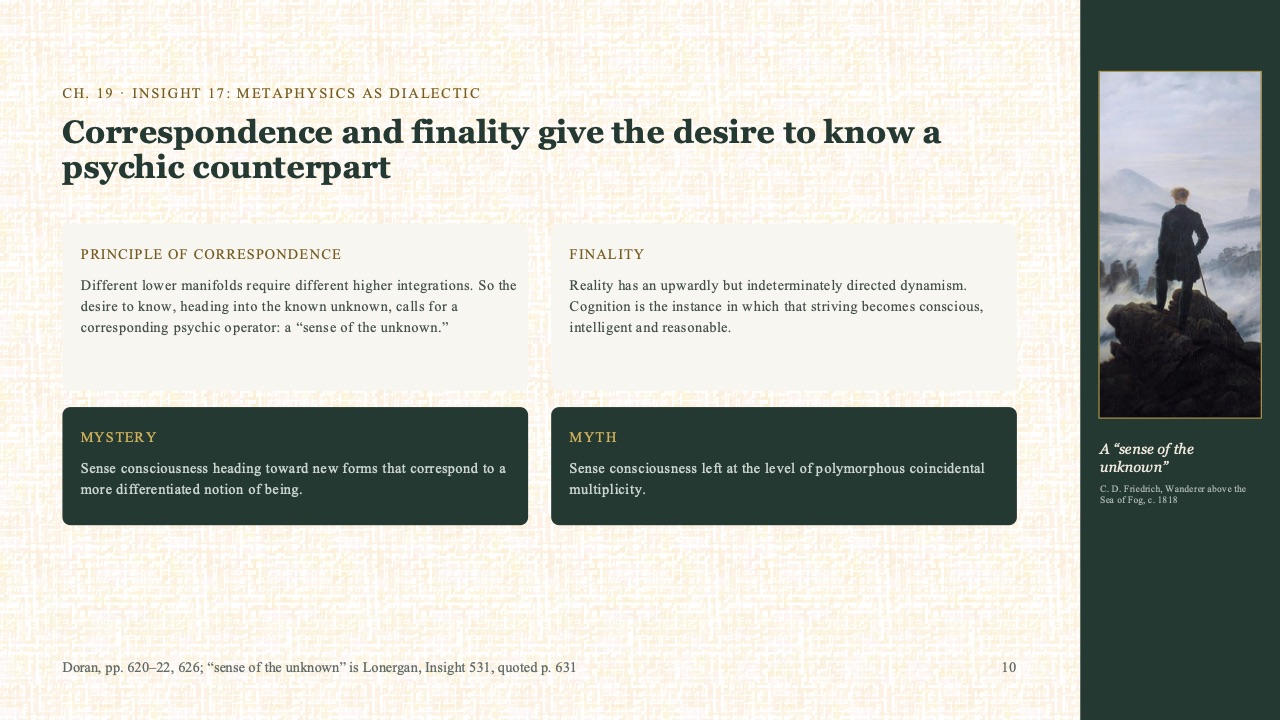 CH. 19 · INSIGHT 17: METAPHYSICS AS DIALECTIC
Correspondence and finality give the desire to know a
psychic counterpart
PRINCIPLE OF CORRESPONDENCE
Different lower manifolds require different higher integrations. So the
desire to know, heading into the known unknown, calls for a
corresponding psychic operator: a “sense of the unknown.”
FINALITY
Reality has an upwardly but indeterminately directed dynamism.
Cognition is the instance in which that striving becomes conscious,
intelligent and reasonable.
MYSTERY
Sense consciousness heading toward new forms that correspond to a
more differentiated notion of being.
MYTH
Sense consciousness left at the level of polymorphous coincidental
multiplicity.
A “sense of the
unknown”
C. D. Friedrich, Wanderer above the
Sea of Fog, c. 1818
Doran, pp. 620–22, 626; “sense of the unknown” is Lonergan, Insight 531, quoted p. 631
10